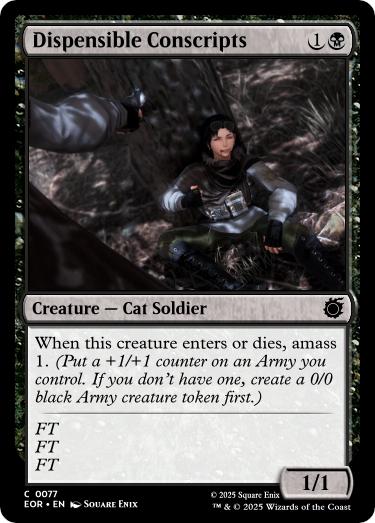 Dispensible Conscripts 1
Creature — Cat Soldier
When this creature enters or dies, amass
1. (Put a +1/+1 counter on an Army you
control. If you don't have one, create a 0/0
black Army creature token first.)
FT
FT
FT
1/1
C 0077
EOR • EN SQUARE ENIX
© 2025 Square Enix
™ & © 2025 Wizards of the Coast